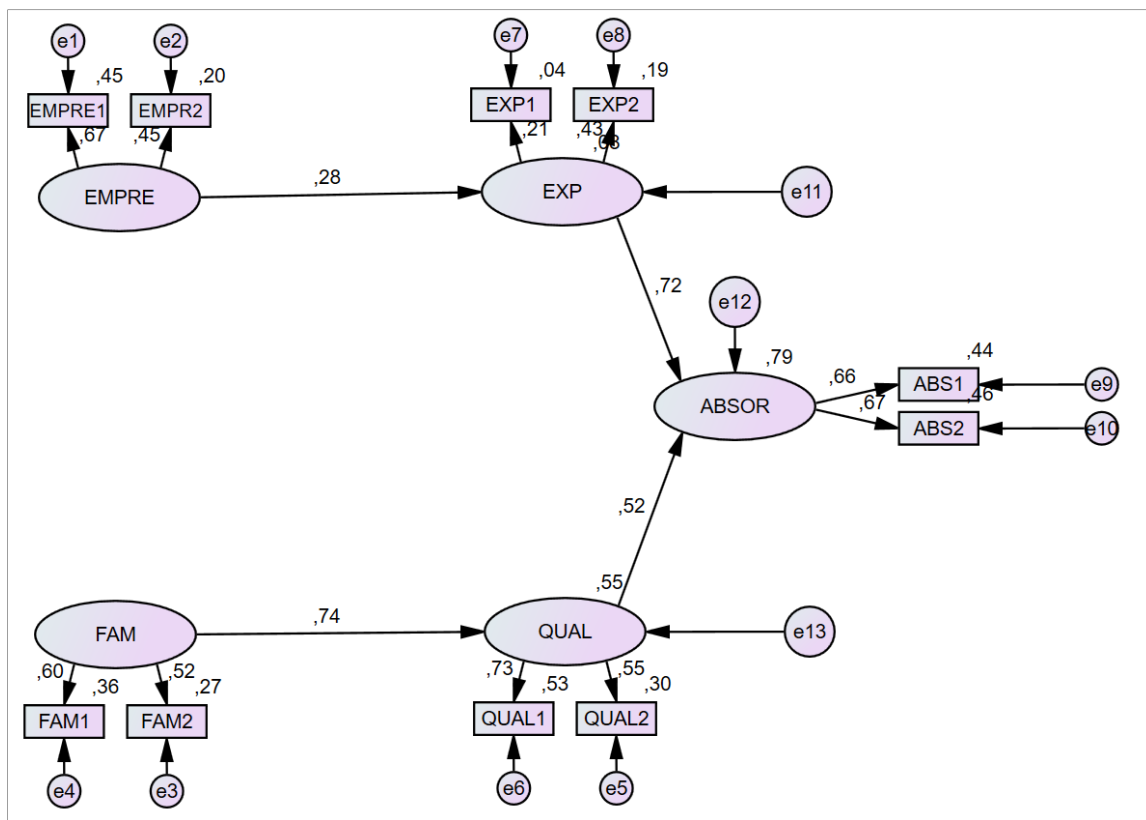 e1
e2
e7
e8
,45
,20
,04
,19
EMPRE1
EMPR2
EXP1
EXP2
,67
,45
,21
,43
,08
EMPRE
,28
EXP
e11
,72
e12
,79
,44
,66
ABS1
e9
ABSOR
,67
,46
ABS2
e10
,52
,55
FAM
,74
QUAL
e13
,60
,36
,52
,27
,73
,53
,55
,30
FAM1
FAM2
QUAL1
QUAL2
e4
e3
e6
e5